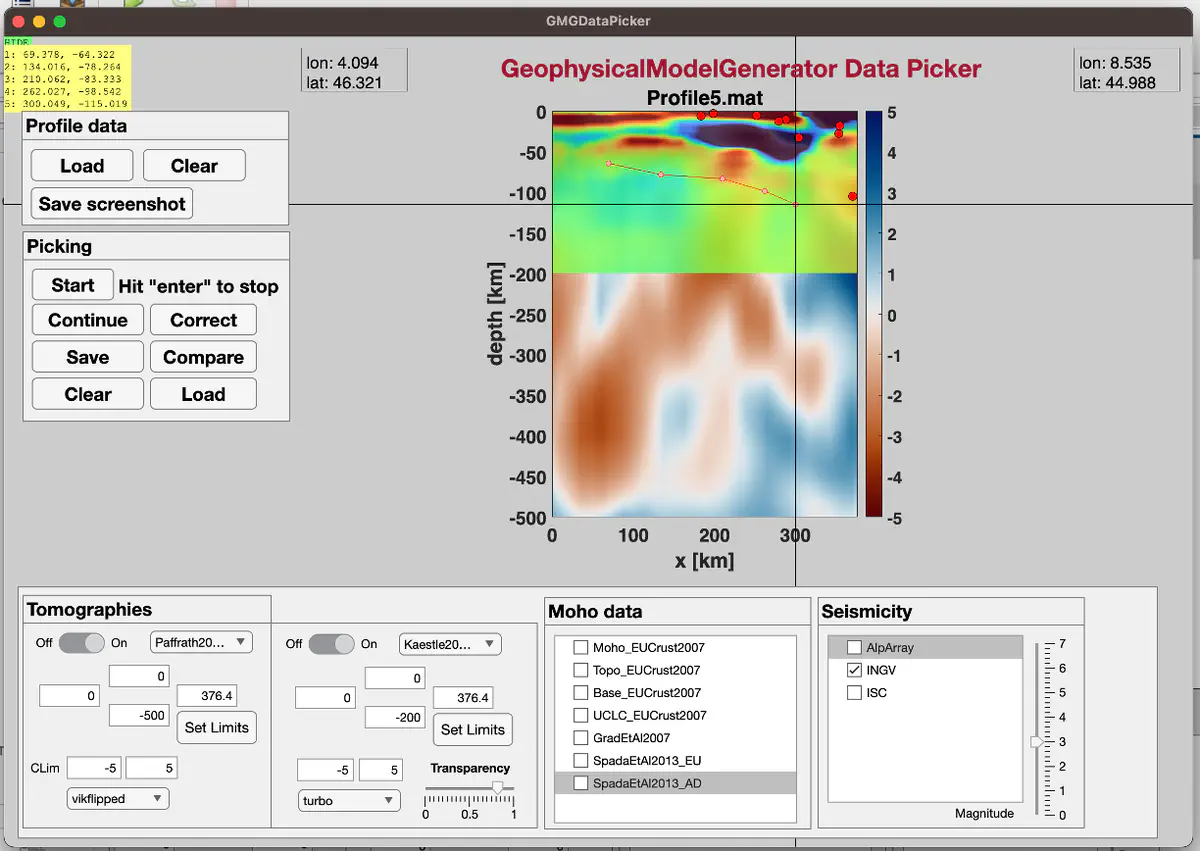 GMGDataPicker
HIDE
1: 69.378, -64.322
2: 134.016, -78.264
3: 210.062, -83.333
4: 262.027, -98.542
5: 300.049, -115.019
lon: 4.094
lat: 46.321
GeophysicalModelGenerator Data Picker
lon: 8.535
lat: 44.988
Profile data
Load Clear
Save screenshot
Picking
Start Hit "enter" to stop
Continue Correct
Save Compare
Clear Load
Profile5.mat
depth [km]
0
-50
-100
-150
-200
-250
-300
-350
-400
-450
-500
0 100 200 300
x [km]
5
4
3
2
1
0
-1
-2
-3
-4
-5
Tomographies
Off On Paffrath20...
0
0 376.4
-500 Set Limits
CLim -5 5
vikflipped
Off On Kaestle20...
0
0 376.4
-200 Set Limits
-5 5 Transparency
turbo
0 0.5 1
Moho data
Moho_EUCrust2007
Topo_EUCrust2007
Base_EUCrust2007
UCLC_EUCrust2007
GradEtAl2007
SpadaEtAl2013_EU
SpadaEtAl2013_AD
Seismicity
AlpArray
INGV
ISC
7
6
5
4
3
2
1
0
Magnitude